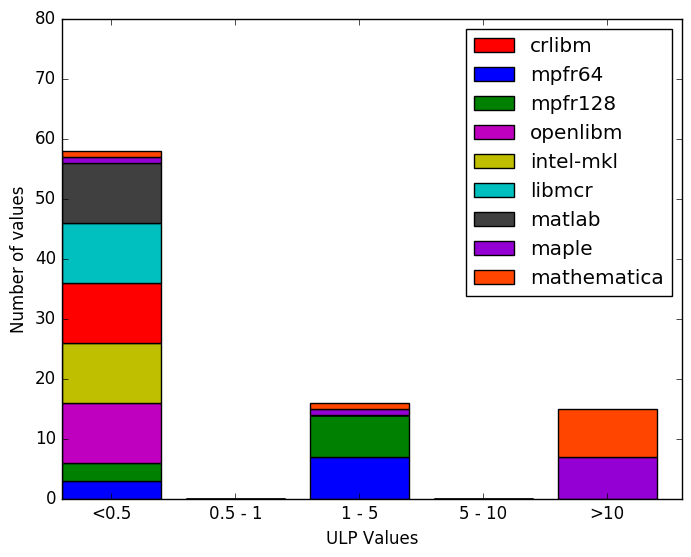 80
70
60
50
40
30
20
10
0
Number of values
crlibm
mpfr64
mpfr128
openlibm
intel-mkl
libmcr
matlab
maple
mathematica
<0.5
0.5 - 1
1 - 5
5 - 10
>10
ULP Values